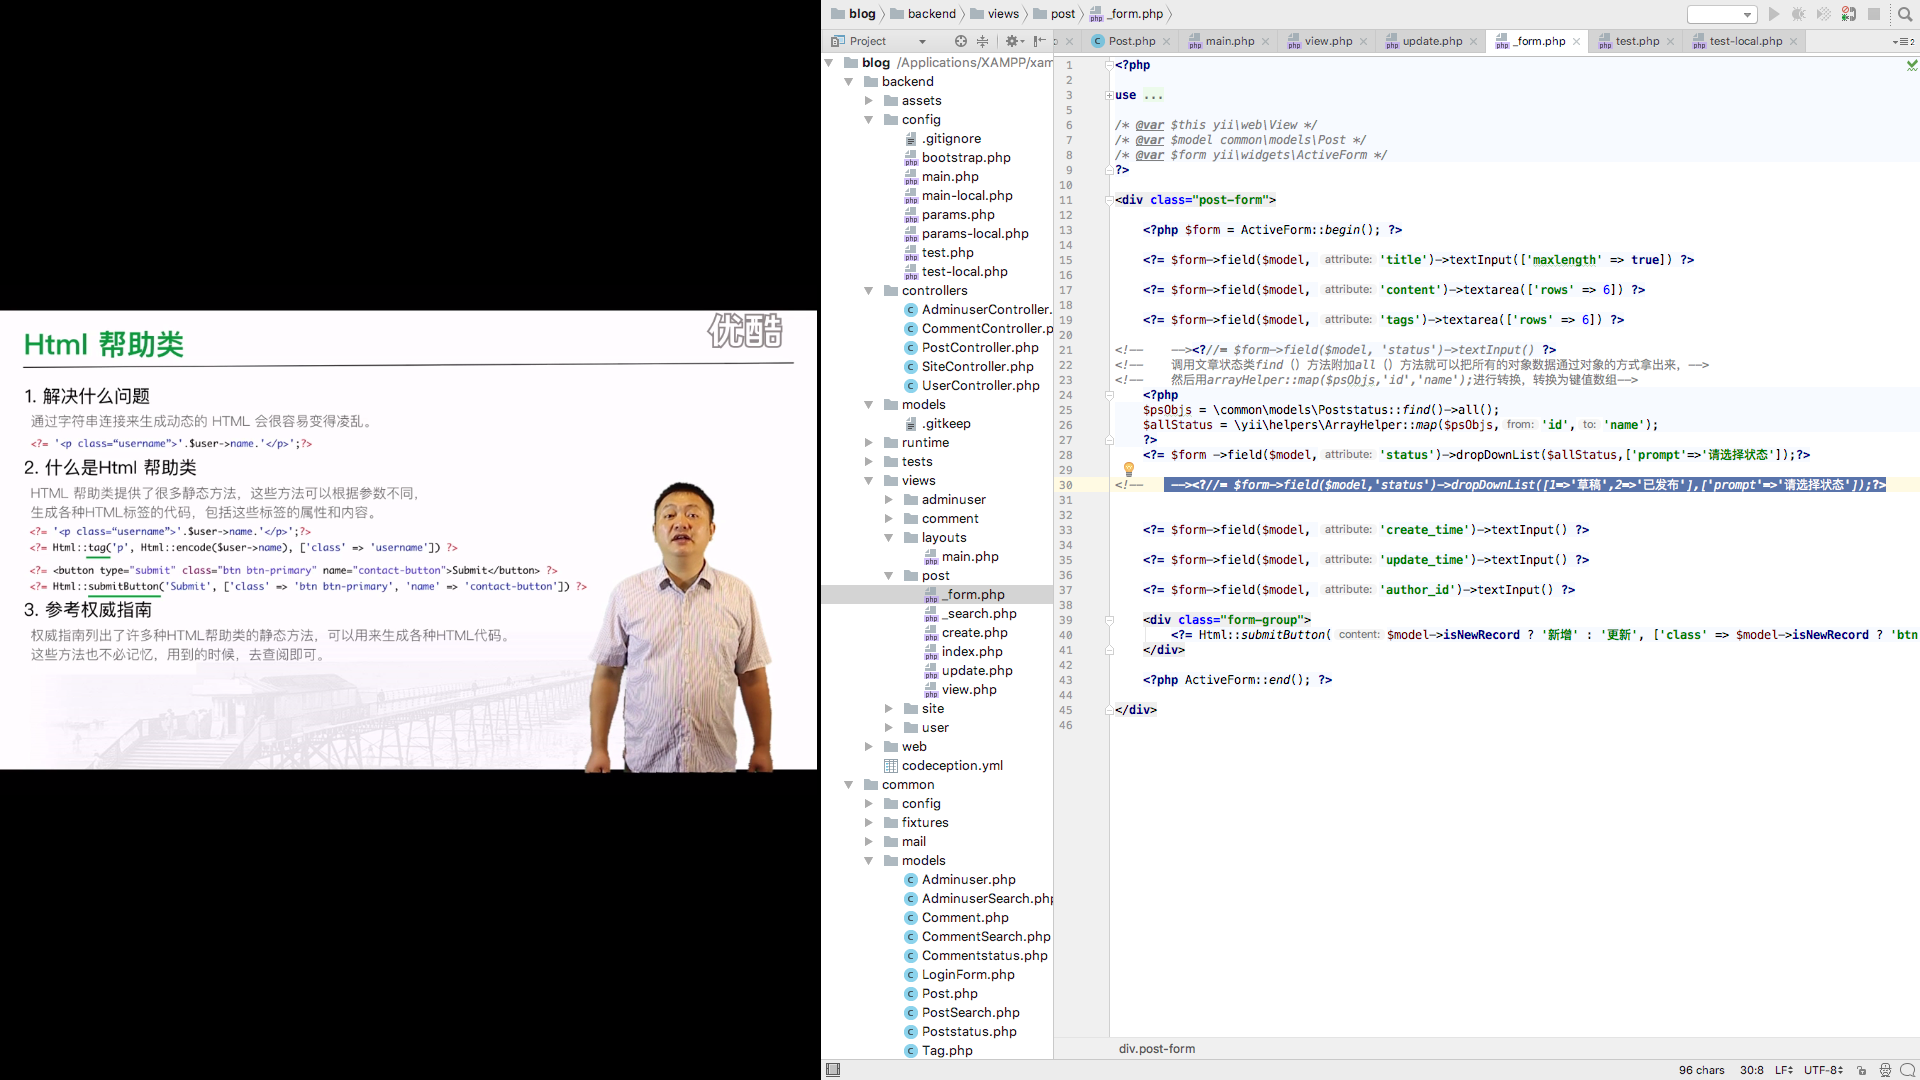 优酷
Html 帮助类
1. 解决什么问题
通过字符串连接来生成动态的 HTML 会很容易变得凌乱。
<?= '<p class="username">'.$user->name.'</p>';?>
2. 什么是Html 帮助类
HTML 帮助类提供了很多静态方法，这些方法可以根据参数不同，
生成各种HTML标签的代码，包括这些标签的属性和内容。
<?= '<p class="username">'.$user->name.'</p>';?>
<?= Html::tag('p', Html::encode($user->name), ['class' => 'username']) ?>
<?= <button type="submit" class="btn btn-primary" name="contact-button">Submit</button> ?>
<?= Html::submitButton('Submit', ['class' => 'btn btn-primary', 'name' => 'contact-button']) ?>
3. 参考权威指南
权威指南列出了许多种HTML帮助类的静态方法，可以用来生成各种HTML代码。
这些方法也不必记忆，用到的时候，去查阅即可。
blog backend views post _form.php
Project
Post.php main.php view.php update.php _form.php test.php test-local.php
blog /Applications/XAMPP/xam
backend
assets
config
.gitignore
bootstrap.php
main.php
main-local.php
params.php
params-local.php
test.php
test-local.php
controllers
AdminuserController.
CommentController.p
PostController.php
SiteController.php
UserController.php
models
.gitkeep
runtime
tests
views
adminuser
comment
layouts
main.php
post
_form.php
_search.php
create.php
index.php
update.php
view.php
site
user
web
codeception.yml
common
config
fixtures
mail
models
Adminuser.php
AdminuserSearch.php
Comment.php
CommentSearch.php
Commentstatus.php
LoginForm.php
Post.php
PostSearch.php
Poststatus.php
Tag.php
1 <?php
2
3 use ...
5
6 /* @var $this yii\web\View */
7 /* @var $model common\models\Post */
8 /* @var $form yii\widgets\ActiveForm */
9 ?>
10
11 <div class="post-form">
12
13 <?php $form = ActiveForm::begin(); ?>
14
15 <?= $form->field($model, attribute: 'title')->textInput(['maxlength' => true]) ?>
16
17 <?= $form->field($model, attribute: 'content')->textarea(['rows' => 6]) ?>
18
19 <?= $form->field($model, attribute: 'tags')->textarea(['rows' => 6]) ?>
20
21 <!-- --><?//= $form->field($model, 'status')->textInput() ?>
22 <!-- 调用文章状态类find（）方法附加all（）方法就可以把所有的对象数据通过对象的方式拿出来，-->
23 <!-- 然后用arrayHelper::map($psObjs,'id','name');进行转换，转换为键值数组-->
24 <?php
25 $psObjs = \common\models\Poststatus::find()->all();
26 $allStatus = \yii\helpers\ArrayHelper::map($psObjs, from: 'id', to: 'name');
27 ?>
28 <?= $form ->field($model, attribute: 'status')->dropDownList($allStatus,['prompt'=>'请选择状态']);?>
29
30 <!-- --><?//= $form->field($model,'status')->dropDownList([1=>'草稿',2=>'已发布'],['prompt'=>'请选择状态']);?>
31
32
33 <?= $form->field($model, attribute: 'create_time')->textInput() ?>
34
35 <?= $form->field($model, attribute: 'update_time')->textInput() ?>
36
37 <?= $form->field($model, attribute: 'author_id')->textInput() ?>
38
39 <div class="form-group">
40 <?= Html::submitButton( content: $model->isNewRecord ? '新增' : '更新', ['class' => $model->isNewRecord ? 'btn
41 </div>
42
43 <?php ActiveForm::end(); ?>
44
45 </div>
46
div.post-form
96 chars 30:8 LF UTF-8